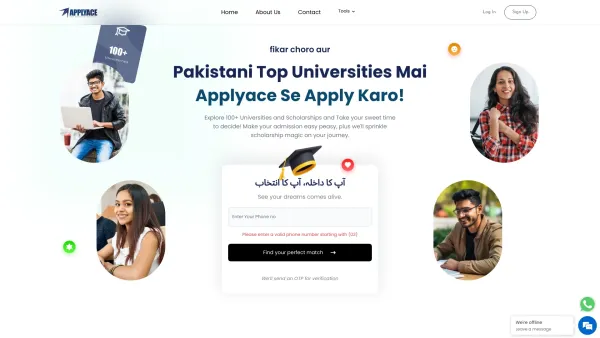 APPLYACE
Home
About Us
Contact
Tools
Log In
Sign Up
100+
fikar choro aur
Pakistani Top Universities Mai
Applyace Se Apply Karo!
Explore 100+ Universities and Scholarships and Take your sweet time
to decide! Make your admission easy peasy, plus we'll sprinkle
scholarship magic on your journey.
آپ کا داخلہ، آپ کا انتخاب
See your dreams comes alive.
Enter Your Phone no
Please enter a valid phone number starting with (03)
Find your perfect match
We'll send an OTP for verification
We're offline
Leave a message